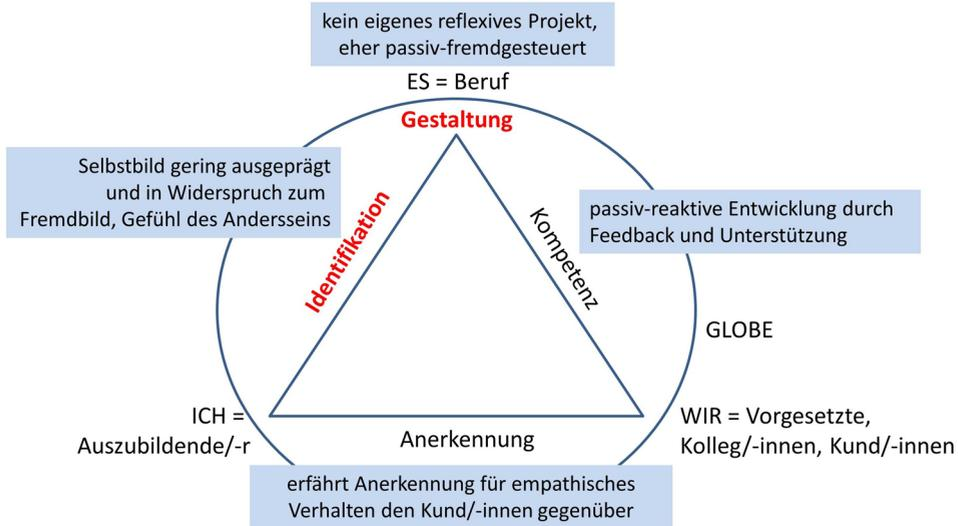 kein eigenes reflexives Projekt,
eher passiv-fremdgesteuert
ES = Beruf
Gestaltung
Selbstbild gering ausgeprägt
und in Widerspruch zum
Fremdbild, Gefühl des Andersseins
Identifikation
Kompetenz
passiv-reaktive Entwicklung durch
Feedback und Unterstützung
GLOBE
ICH =
Auszubildende/-r
Anerkennung
WIR = Vorgesetzte,
Kolleg/-innen, Kund/-innen
erfährt Anerkennung für empathisches
Verhalten den Kund/-innen gegenüber